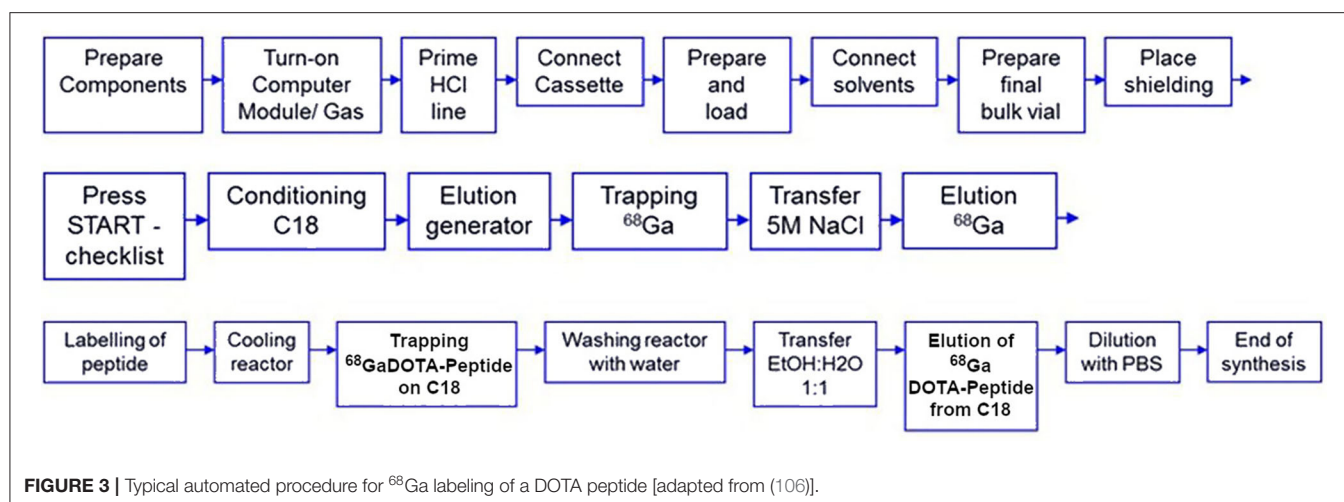 Prepare
Components
Turn-on
Computer
Module/ Gas
Prime
HCl
line
Connect
Cassette
Prepare
and
load
Connect
solvents
Prepare
final
bulk vial
Place
shielding
Press
START -
checklist
Conditioning
C18
Elution
generator
Trapping
⁶⁸Ga
Transfer
5M NaCl
Elution
⁶⁸Ga
Labelling of
peptide
Cooling
reactor
Trapping
⁶⁸GaDOTA-Peptide
on C18
Washing reactor
with water
Transfer
EtOH:H2O
1:1
Elution of
⁶⁸Ga
DOTA-Peptide
from C18
Dilution
with PBS
End of
synthesis
FIGURE 3 | Typical automated procedure for ⁶⁸Ga labeling of a DOTA peptide [adapted from (106)].